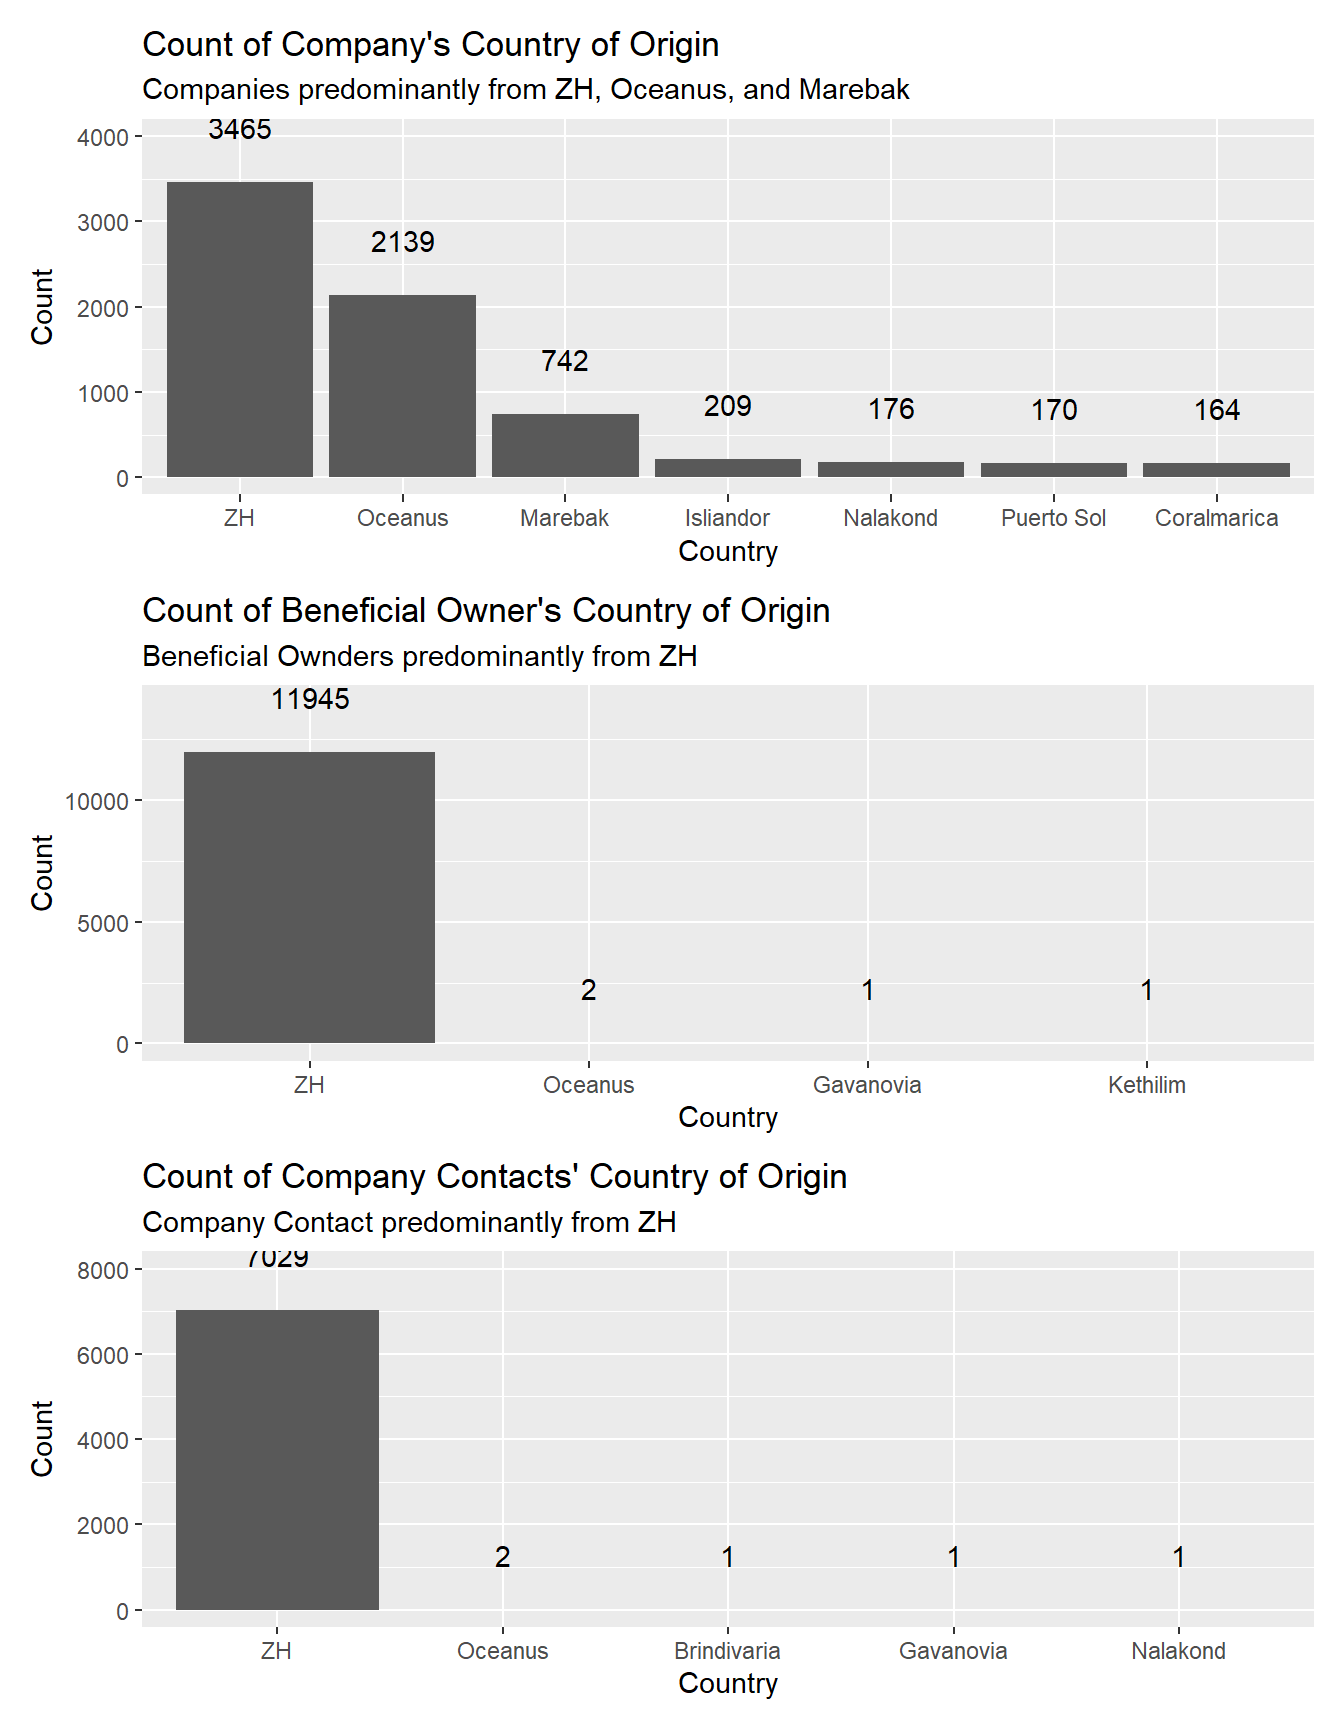 Count of Company's Country of Origin
Companies predominantly from ZH, Oceanus, and Marebak
Count
4000
3000
2000
1000
0
3465
2139
742
209
176
170
164
ZH
Oceanus
Marebak
Isliandor
Nalakond
Puerto Sol
Coralmarica
Country
Count of Beneficial Owner's Country of Origin
Beneficial Ownders predominantly from ZH
Count
10000
5000
0
11945
2
1
1
ZH
Oceanus
Gavanovia
Kethilim
Country
Count of Company Contacts' Country of Origin
Company Contact predominantly from ZH
Count
8000
6000
4000
2000
0
7029
2
1
1
1
ZH
Oceanus
Brindivaria
Gavanovia
Nalakond
Country